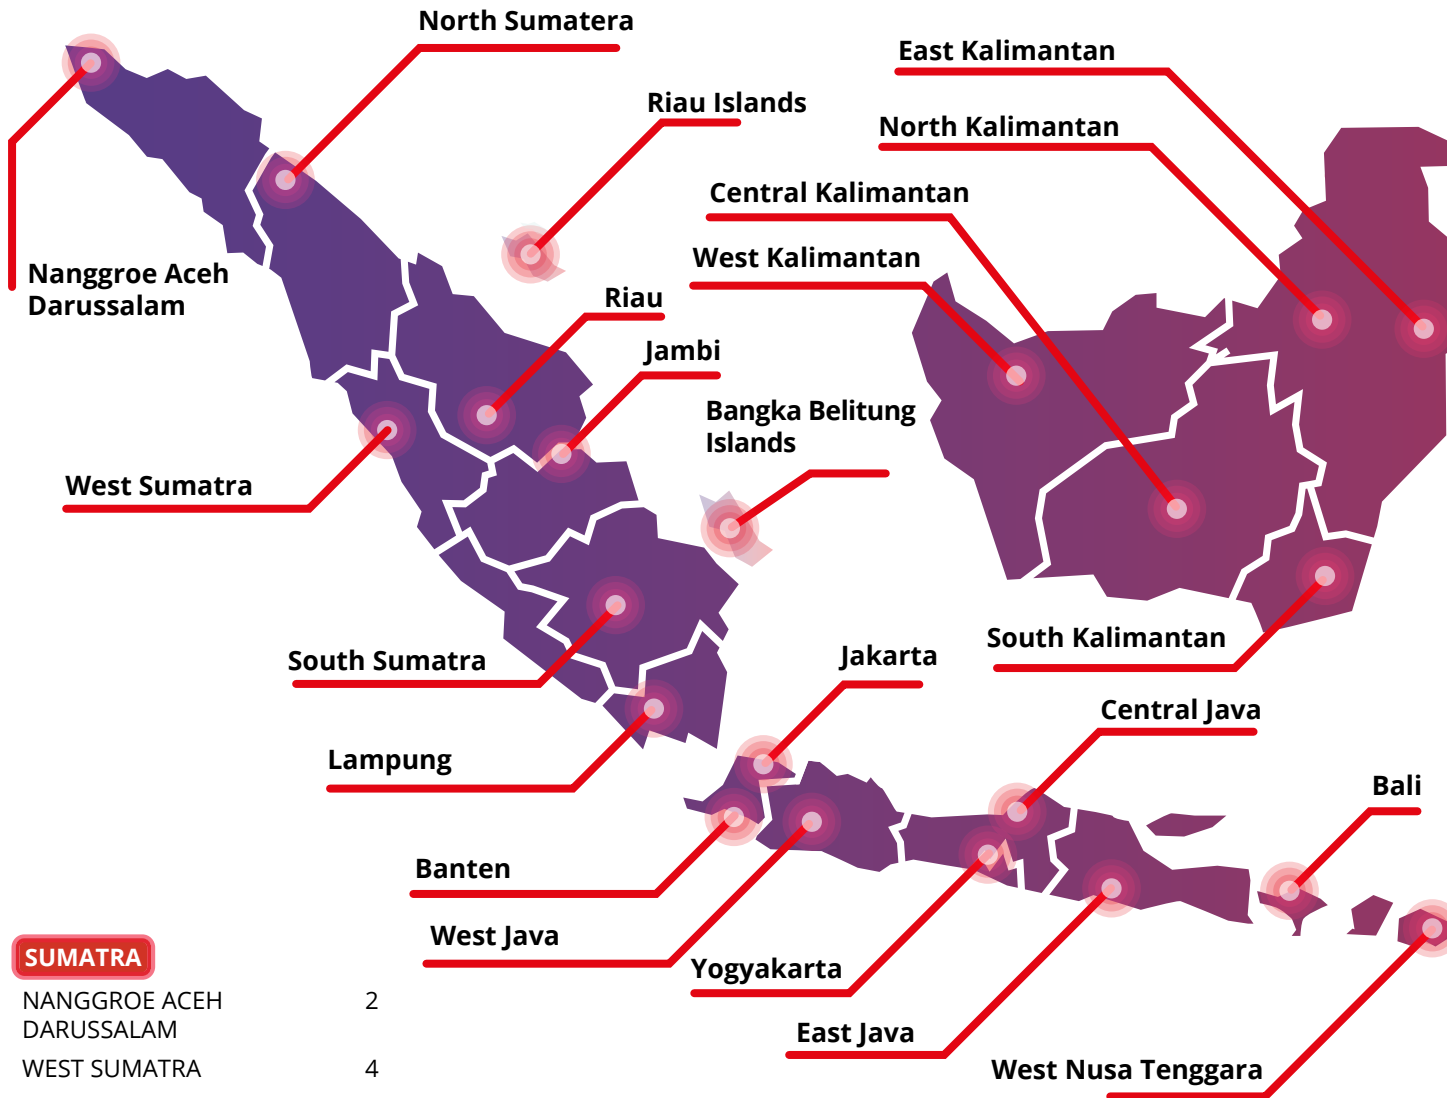 North Sumatera
East Kalimantan
Riau Islands
North Kalimantan
Central Kalimantan
West Kalimantan
Nanggroe Aceh
Darussalam
Riau
Jambi
Bangka Belitung
Islands
West Sumatra
South Kalimantan
Jakarta
South Sumatra
Central Java
Lampung
Bali
Banten
West Java
Yogyakarta
East Java
West Nusa Tenggara
SUMATRA
NANGGROE ACEH 2
DARUSSALAM
WEST SUMATRA 4